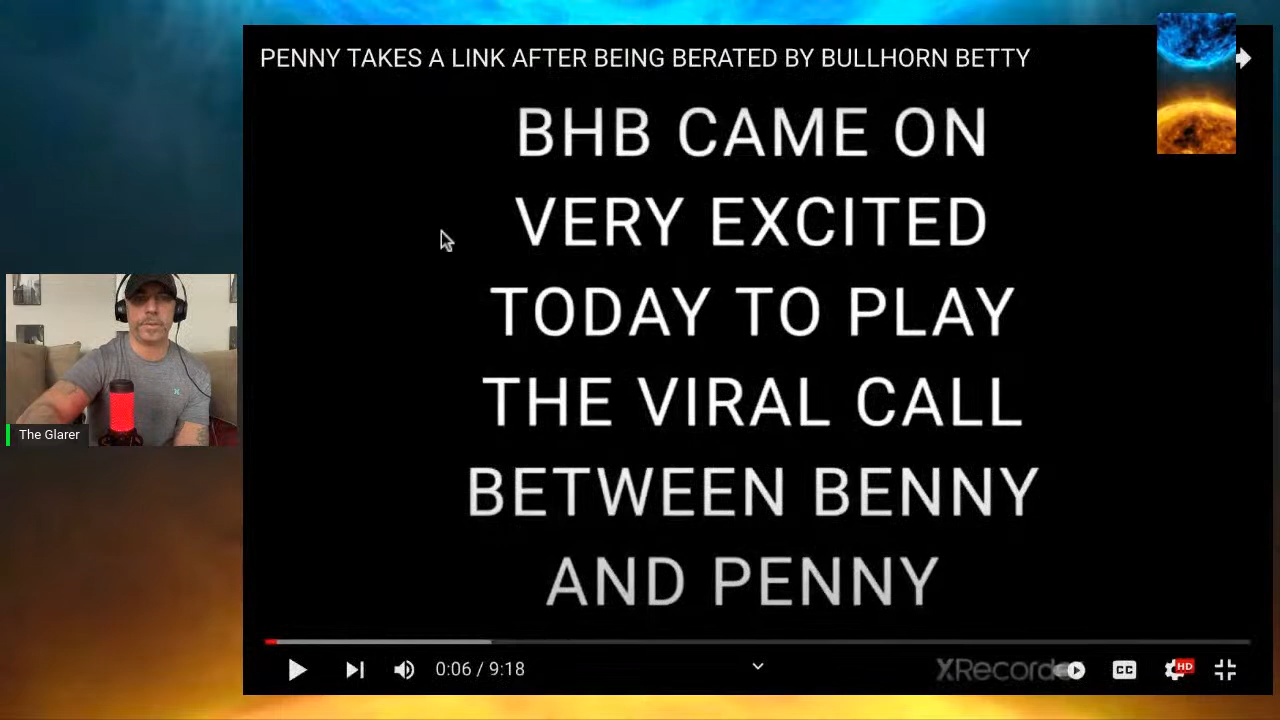 PENNY TAKES A LINK AFTER BEING BERATED BY BULLHORN BETTY
BHB CAME ON
VERY EXCITED
TODAY TO PLAY
THE VIRAL CALL
BETWEEN BENNY
AND PENNY
The Glarer
0:06 / 9:18
XRecorde
CC
HD